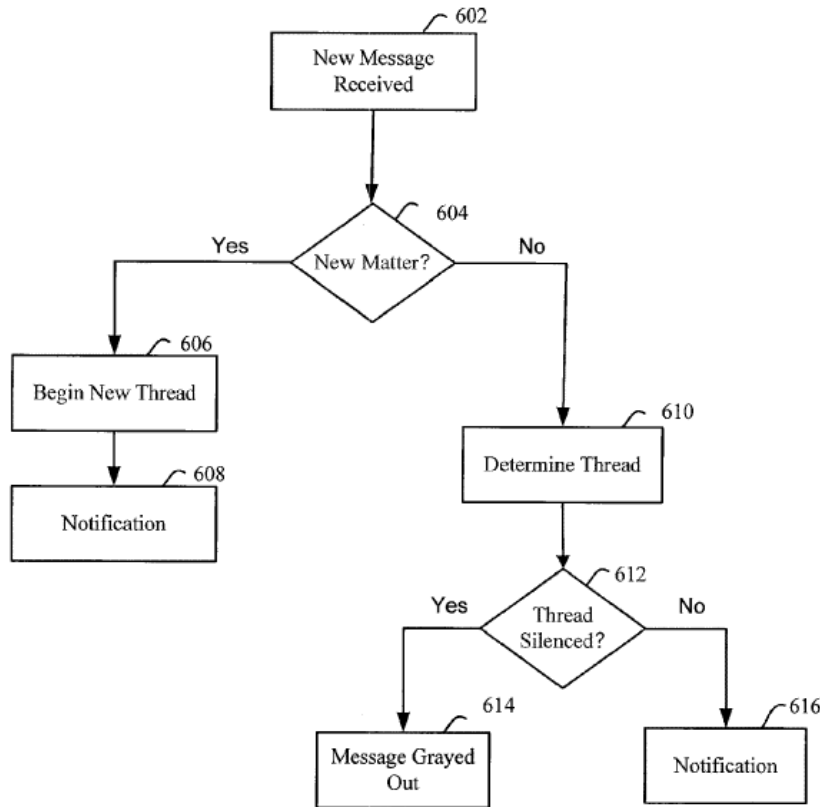 602
New Message
Received
604
Yes
No
New Matter?
606
Begin New Thread
610
Determine Thread
608
Notification
612
Yes
No
Thread
Silenced?
614
Message Grayed
Out
616
Notification